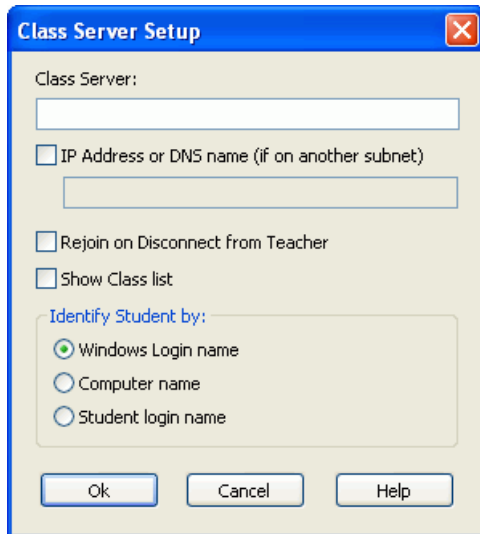 Class Server Setup
Class Server:
IP Address or DNS name (if on another subnet)
Rejoin on Disconnect from Teacher
Show Class list
Identify Student by:
Windows Login name
Computer name
Student login name
Ok Cancel Help